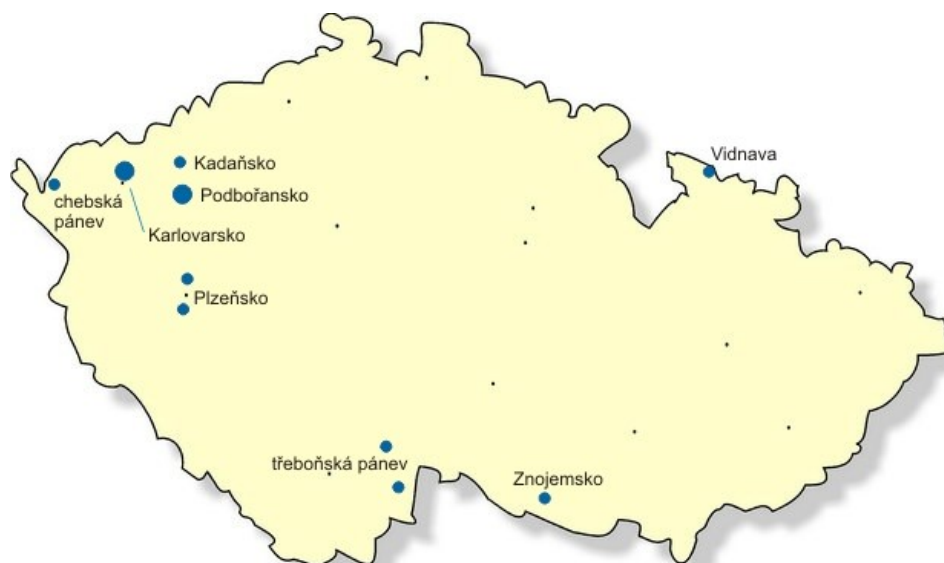 Vidnava
Kadaňsko
Podbořansko
chebská
pánev
Karlovarsko
Plzeňsko
třeboňská pánev
Znojemsko